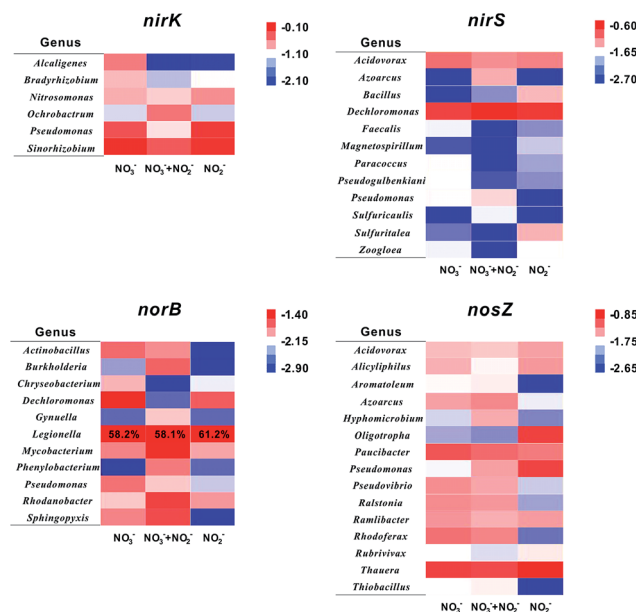 nirK
Genus
Alcaligenes
Bradyrhizobium
Nitrosomonas
Ochrobactrum
Pseudomonas
Sinorhizobium
NO₃⁻ NO₃⁻+NO₂⁻ NO₂⁻
-0.10
-1.10
-2.10
nirS
Genus
Acidovorax
Azoarcus
Bacillus
Dechloromonas
Faecalis
Magnetospirillum
Paracoccus
Pseudogulbenkiani
Pseudomonas
Sulfuricaulis
Sulfuritalea
Zoogloea
NO₃⁻ NO₃⁻+NO₂⁻ NO₂⁻
-0.60
-1.65
-2.70
norB
Genus
Actinobacillus
Burkholderia
Chryseobacterium
Dechloromonas
Gynuella
Legionella 58.2% 58.1% 61.2%
Mycobacterium
Phenylobacterium
Pseudomonas
Rhodanobacter
Sphingopyxis
NO₃⁻ NO₃⁻+NO₂⁻ NO₂⁻
-1.40
-2.15
-2.90
nosZ
Genus
Acidovorax
Alicyliphilus
Aromatoleum
Azoarcus
Hyphomicrobium
Oligotropha
Paucibacter
Pseudomonas
Pseudovibrio
Ralstonia
Ramlibacter
Rhodoferax
Rubrivivax
Thauera
Thiobacillus
NO₃⁻ NO₃⁻+NO₂⁻ NO₂⁻
-0.85
-1.75
-2.65